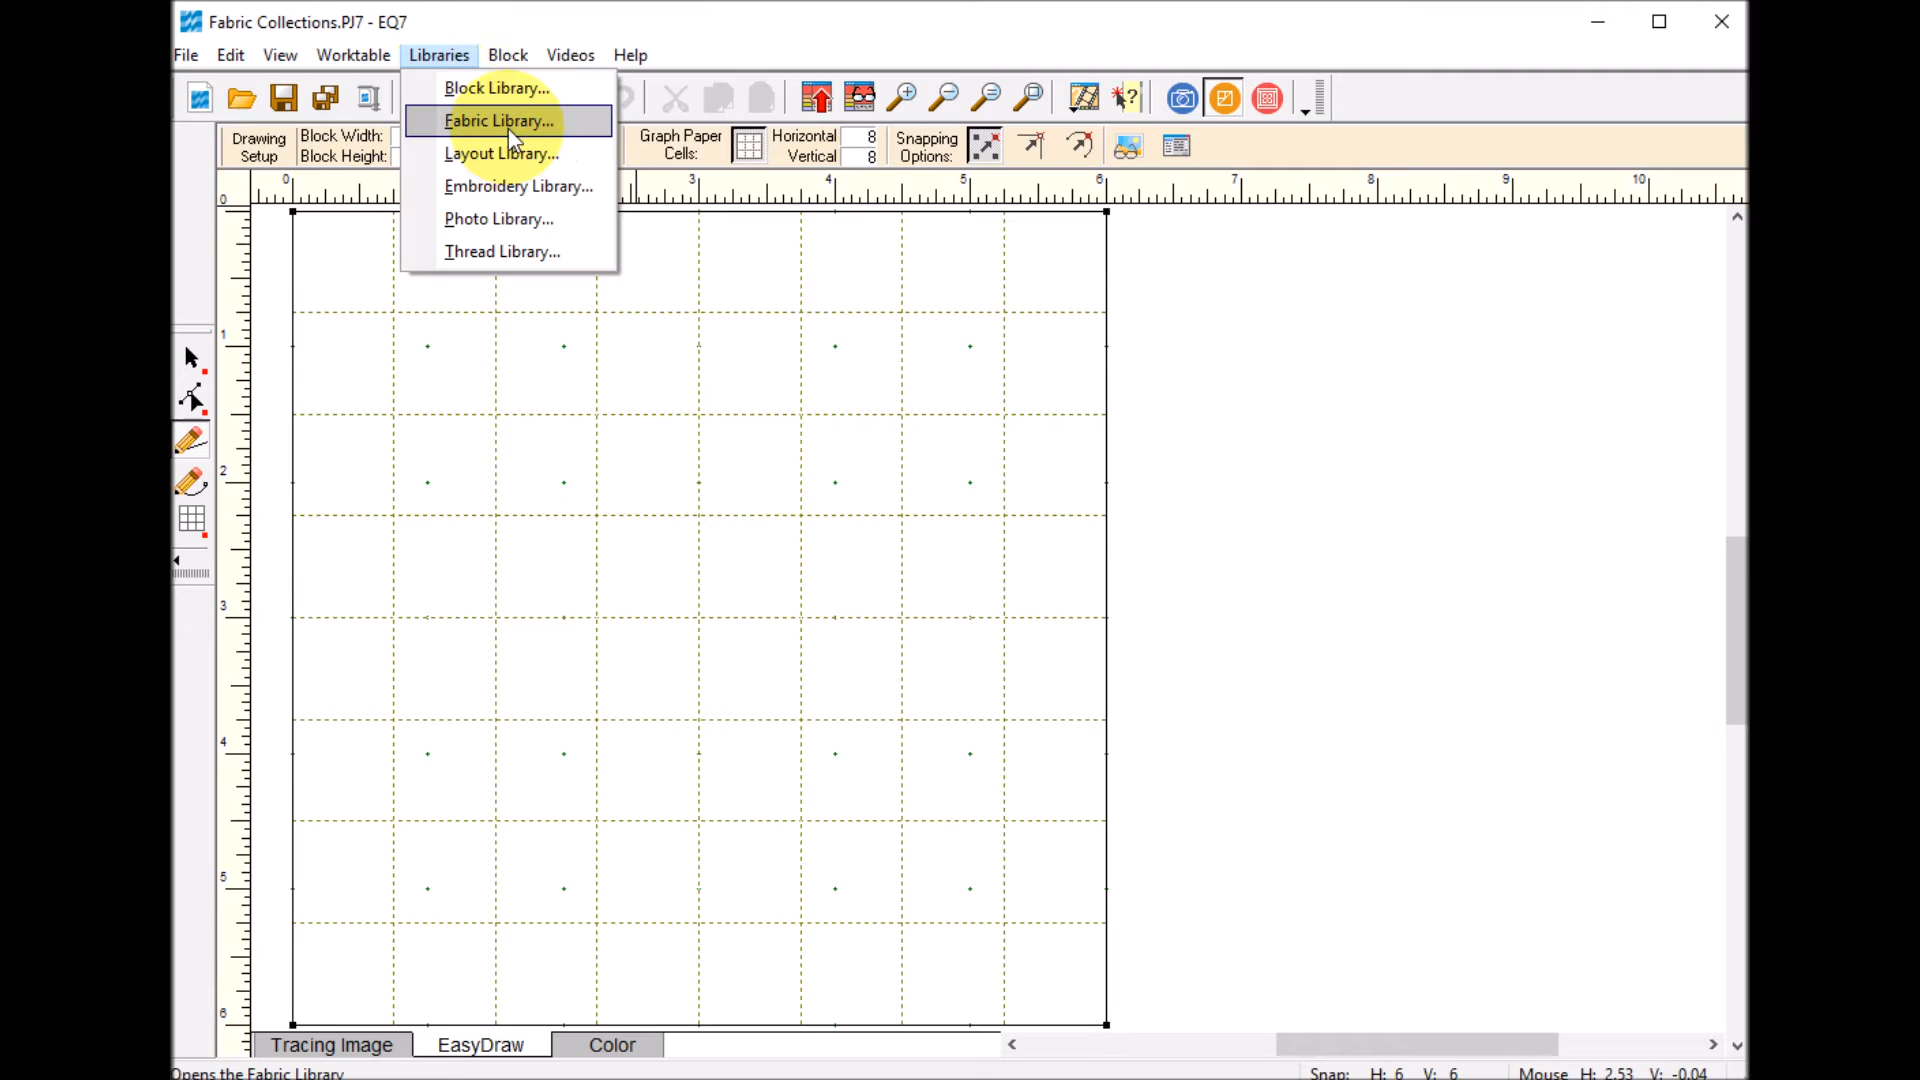 Fabric Collections.PJ7 - EQ7
File Edit View Worktable Libraries Block Videos Help
Block Library...
Fabric Library...
Layout Library...
Embroidery Library...
Photo Library...
Thread Library...
Drawing Setup
Block Width:
Block Height:
Graph Paper Cells:
Horizontal 8
Vertical 8
Snapping Options:
0 3 4 5 6 7 8 9 10
0
1
2
3
4
5
6
Tracing Image EasyDraw Color
Opens the Fabric Library
Snap: H: 6 V: 6 Mouse H: 2.53 V: -0.04